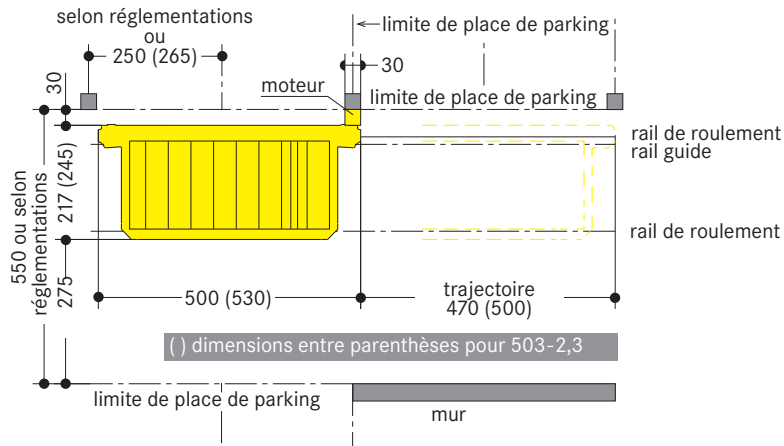 selon réglementations
ou
250 (265)
limite de place de parking
30
30
moteur
limite de place de parking
rail de roulement
rail guide
217 (245)
550 ou selon
réglementations
275
rail de roulement
500 (530)
trajectoire
470 (500)
( ) dimensions entre parenthèses pour 503-2,3
limite de place de parking
mur